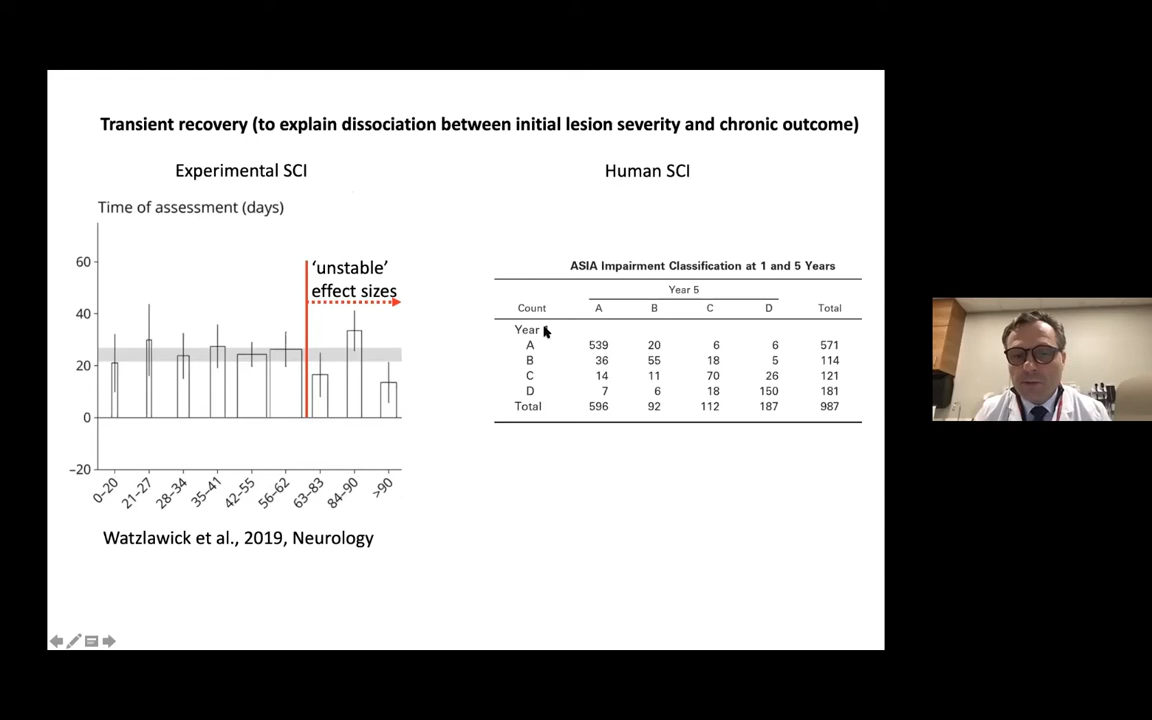 Transient recovery (to explain dissociation between initial lesion severity and chronic outcome)
Experimental SCI
Time of assessment (days)
60
40
20
0
–20
'unstable'
effect sizes
0–20
21–27
28–34
35–41
42–55
56–62
63–83
84–90
>90
Watzlawick et al., 2019, Neurology
Human SCI
ASIA Impairment Classification at 1 and 5 Years
Year 5
Count A B C D Total
Year
A 539 20 6 6 571
B 36 55 18 5 114
C 14 11 70 26 121
D 7 6 18 150 181
Total 596 92 112 187 987